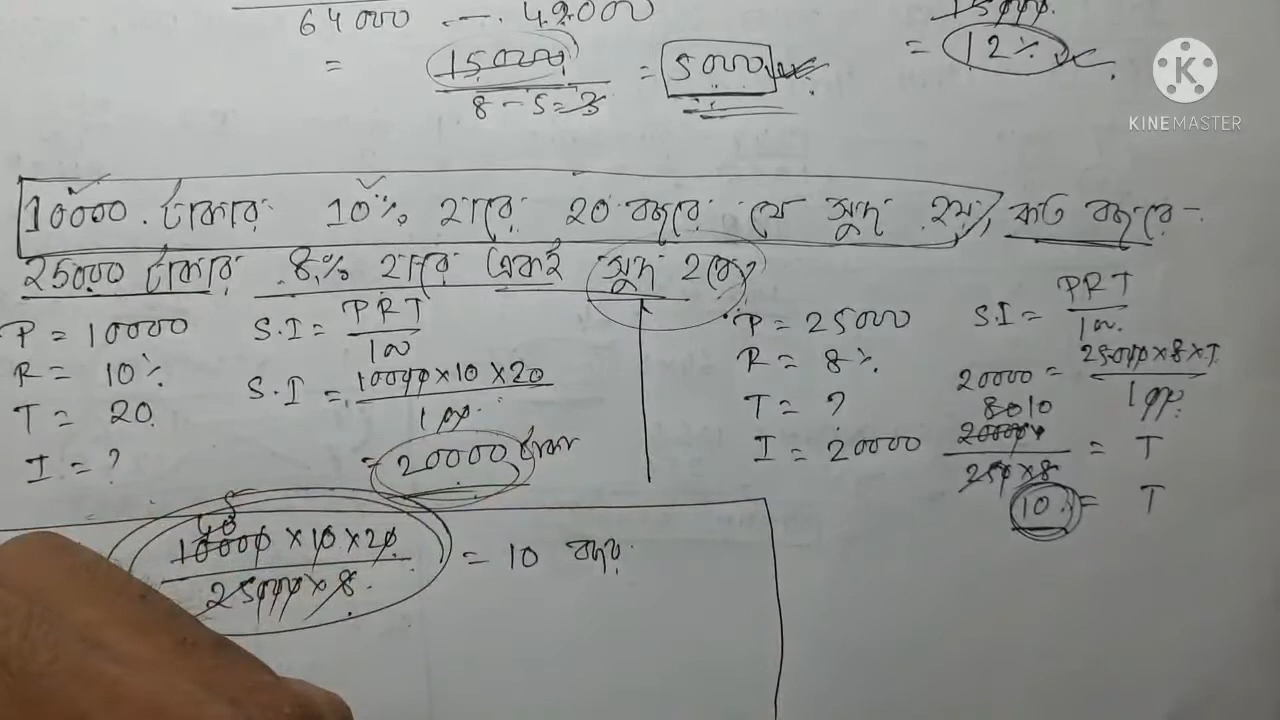 64000 - 49000
= 15000 / 8 - 5 = 3 = 5000
= 12%
KINEMASTER
10000 টাকার 10% হারে 20 বছরে যে সুদ হয়, কত বছরে -
25000 টাকার 8% হারে একই সুদ হবে?
P = 10000
R = 10%
T = 20
I = ?
S.I = PRT / 100
S.I = 10000 × 10 × 20 / 100
= 20000 টাকা
P = 25000
R = 8%
T = ?
I = 20000
S.I = PRT / 100
20000 = 25000 × 8 × T / 100
8010
20000 / 250 × 8 = T
10 = T
10000 × 10 × 20 / 25000 × 8 = 10 বছর